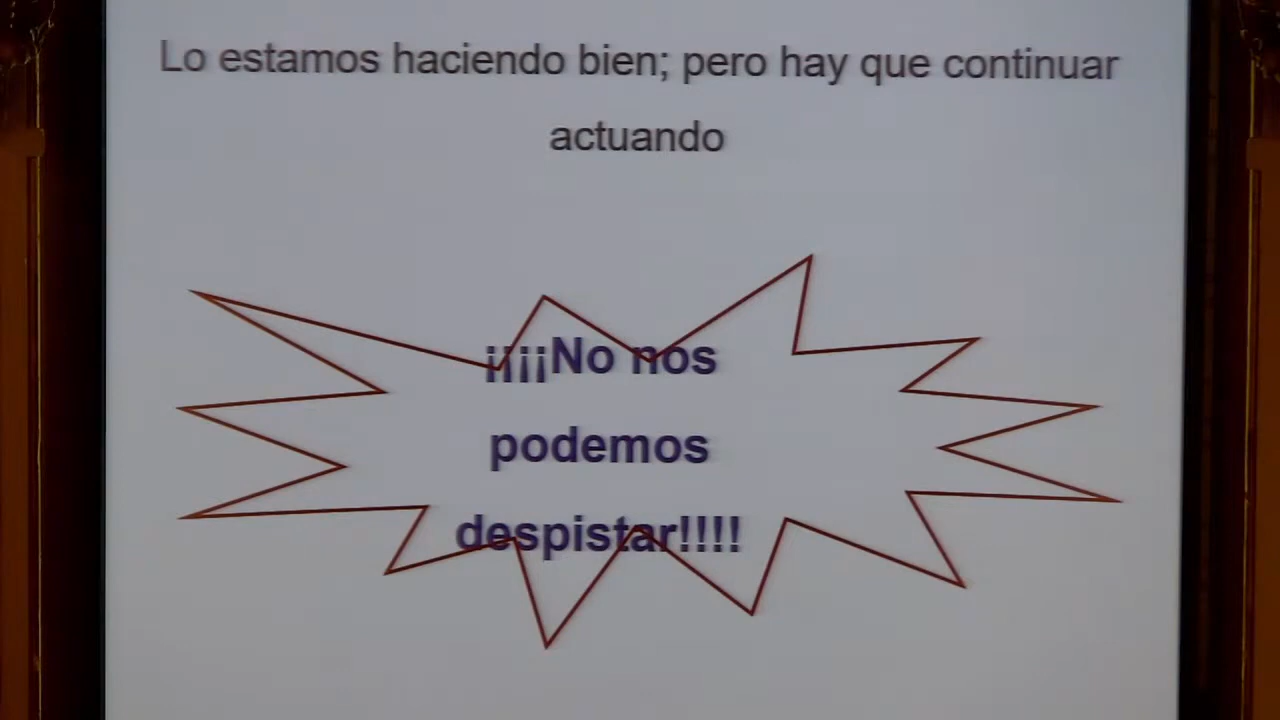 Lo estamos haciendo bien; pero hay que continuar
actuando
¡¡¡¡No nos
podemos
despistar!!!!